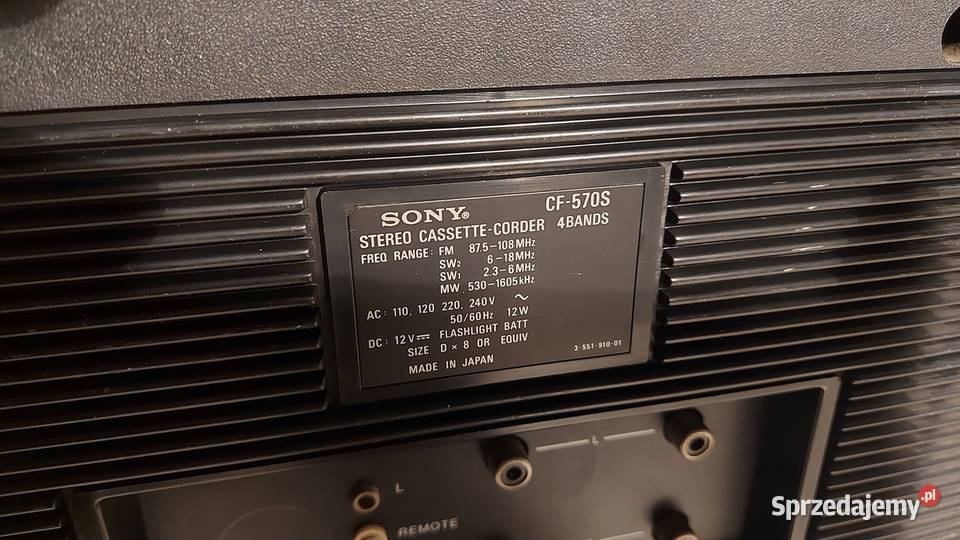 SONY® CF-570S
STEREO CASSETTE-CORDER 4BANDS
FREQ RANGE: FM 87.5-108MHz
SW2 6-18MHz
SW1 2.3-6MHz
MW 530-1605kHz
AC: 110, 120 220, 240V ~
50/60Hz 12W
DC: 12V⎓ FLASHLIGHT BATT
SIZE D × 8 OR EQUIV
MADE IN JAPAN 3-551-910-01
L
L
REMOTE
Sprzedajemy.pl